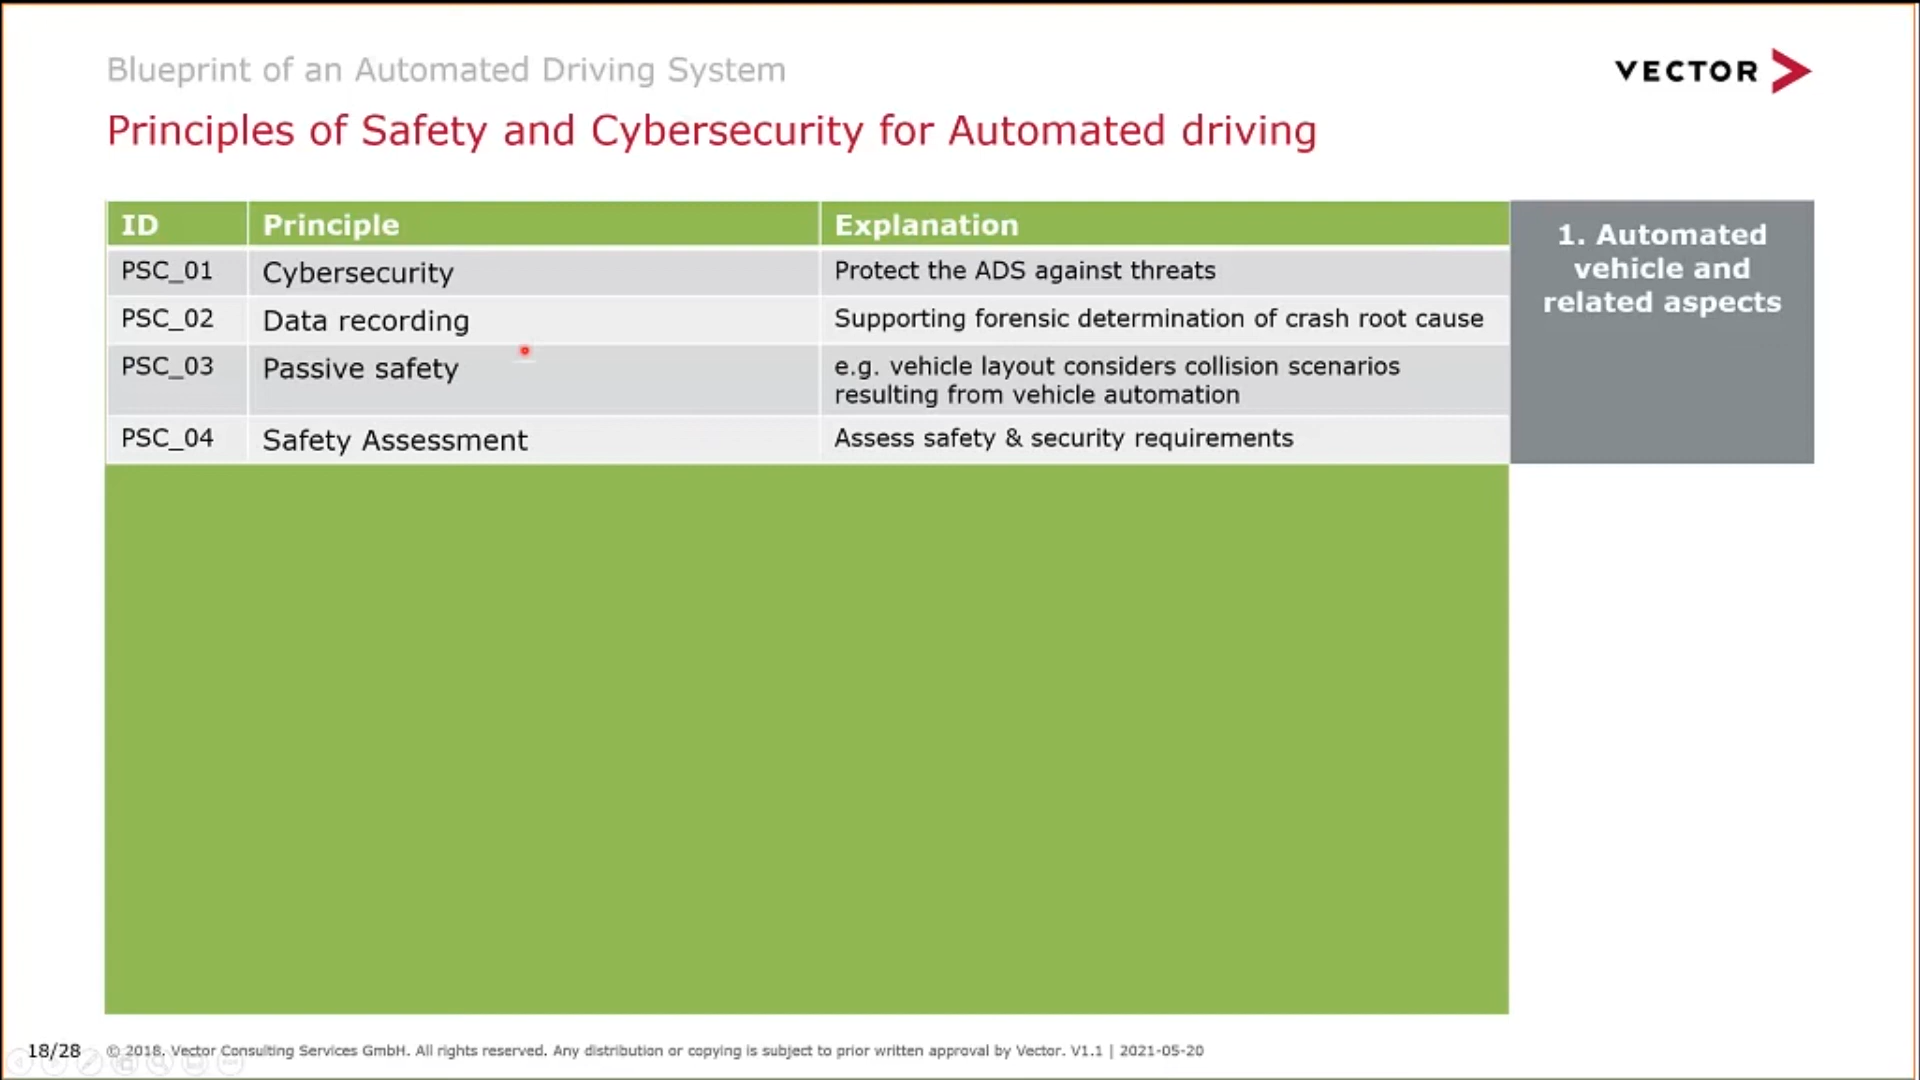 Blueprint of an Automated Driving System
VECTOR
Principles of Safety and Cybersecurity for Automated driving
ID Principle Explanation
PSC_01 Cybersecurity Protect the ADS against threats
PSC_02 Data recording Supporting forensic determination of crash root cause
PSC_03 Passive safety e.g. vehicle layout considers collision scenarios
resulting from vehicle automation
PSC_04 Safety Assessment Assess safety & security requirements
1. Automated
vehicle and
related aspects
18/28 © 2018. Vector Consulting Services GmbH. All rights reserved. Any distribution or copying is subject to prior written approval by Vector. V1.1 | 2021-05-20